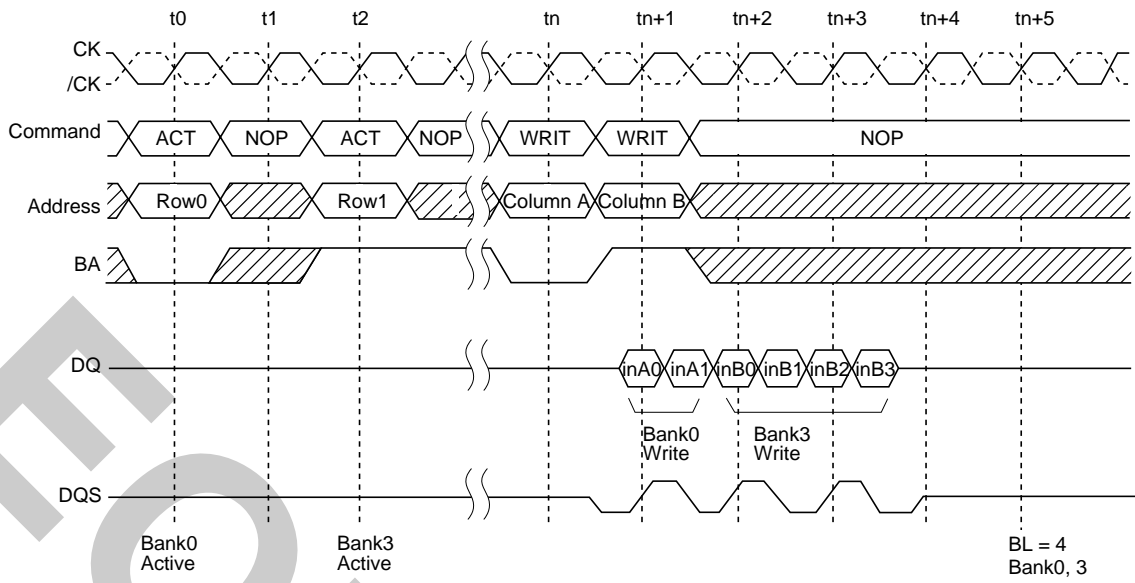 t0 t1 t2 tn tn+1 tn+2 tn+3 tn+4 tn+5
CK
/CK
Command ACT NOP ACT NOP WRIT WRIT NOP
Address Row0 Row1 Column A Column B
BA
DQ inA0 inA1 inB0 inB1 inB2 inB3
Bank0 Bank3
Write Write
DQS
Bank0 Bank3 BL = 4
Active Active Bank0, 3